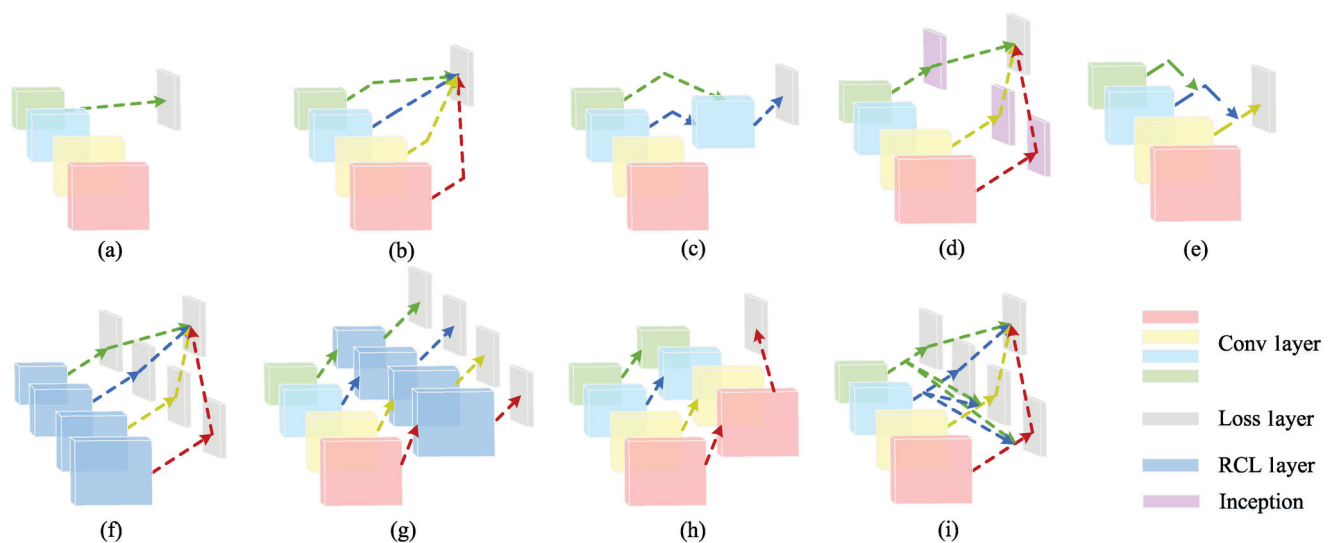 (a)
(b)
(c)
(d)
(e)
(f)
(g)
(h)
(i)
Conv layer
Loss layer
RCL layer
Inception